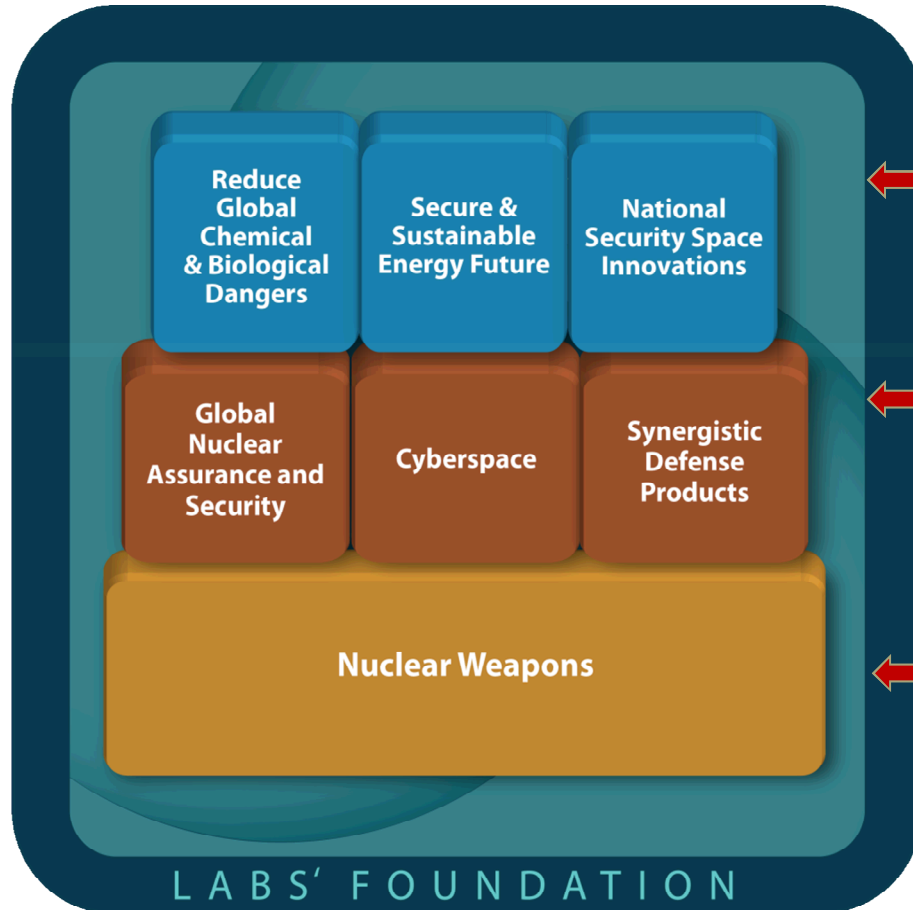 Reduce
Global
Chemical
& Biological
Dangers
Secure &
Sustainable
Energy Future
National
Security Space
Innovations
Global
Nuclear
Assurance and
Security
Cyberspace
Synergistic
Defense
Products
Nuclear Weapons
LABS‘ FOUNDATION